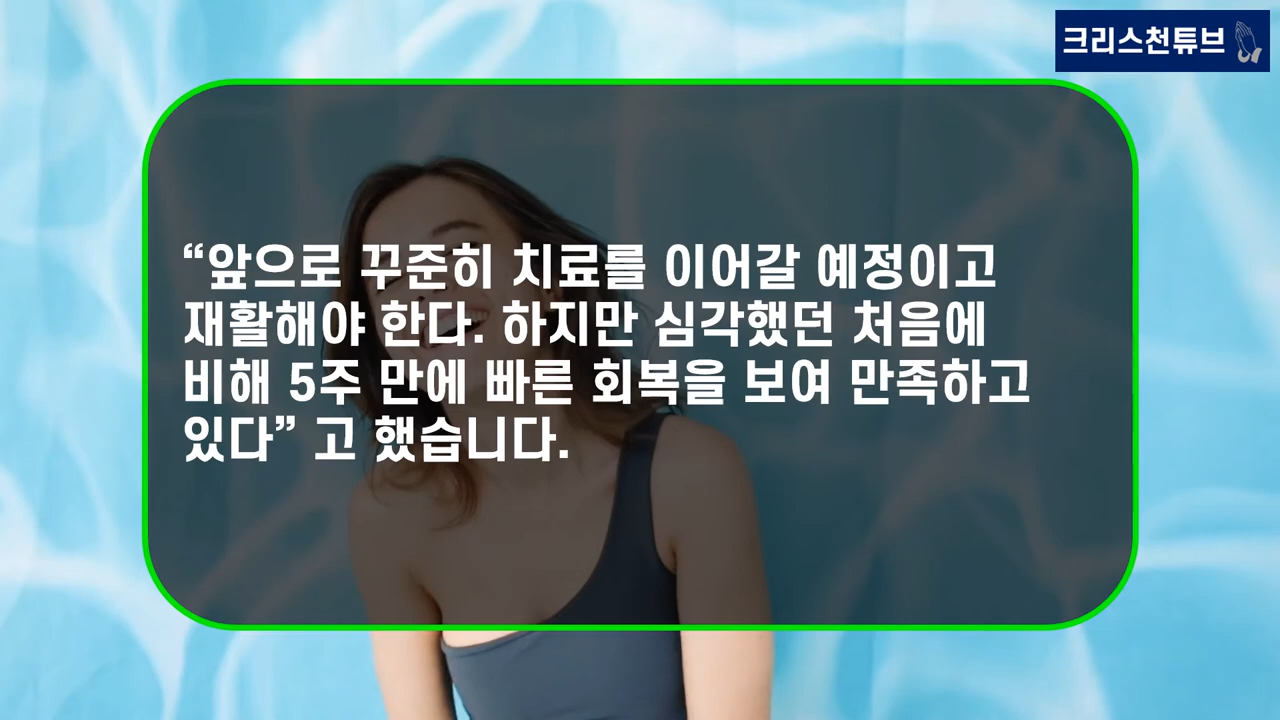 크리스천튜브
“앞으로 꾸준히 치료를 이어갈 예정이고
재활해야 한다. 하지만 심각했던 처음에
비해 5주 만에 빠른 회복을 보여 만족하고
있다” 고 했습니다.